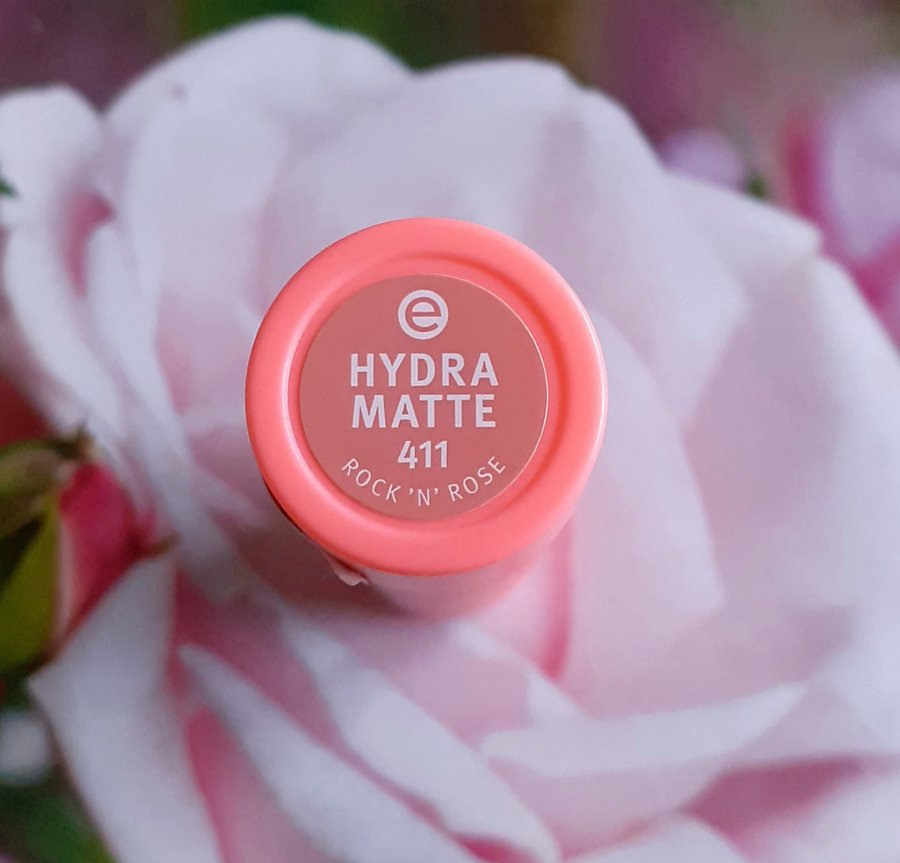 e
HYDRA
MATTE
411
ROCK 'N' ROSE